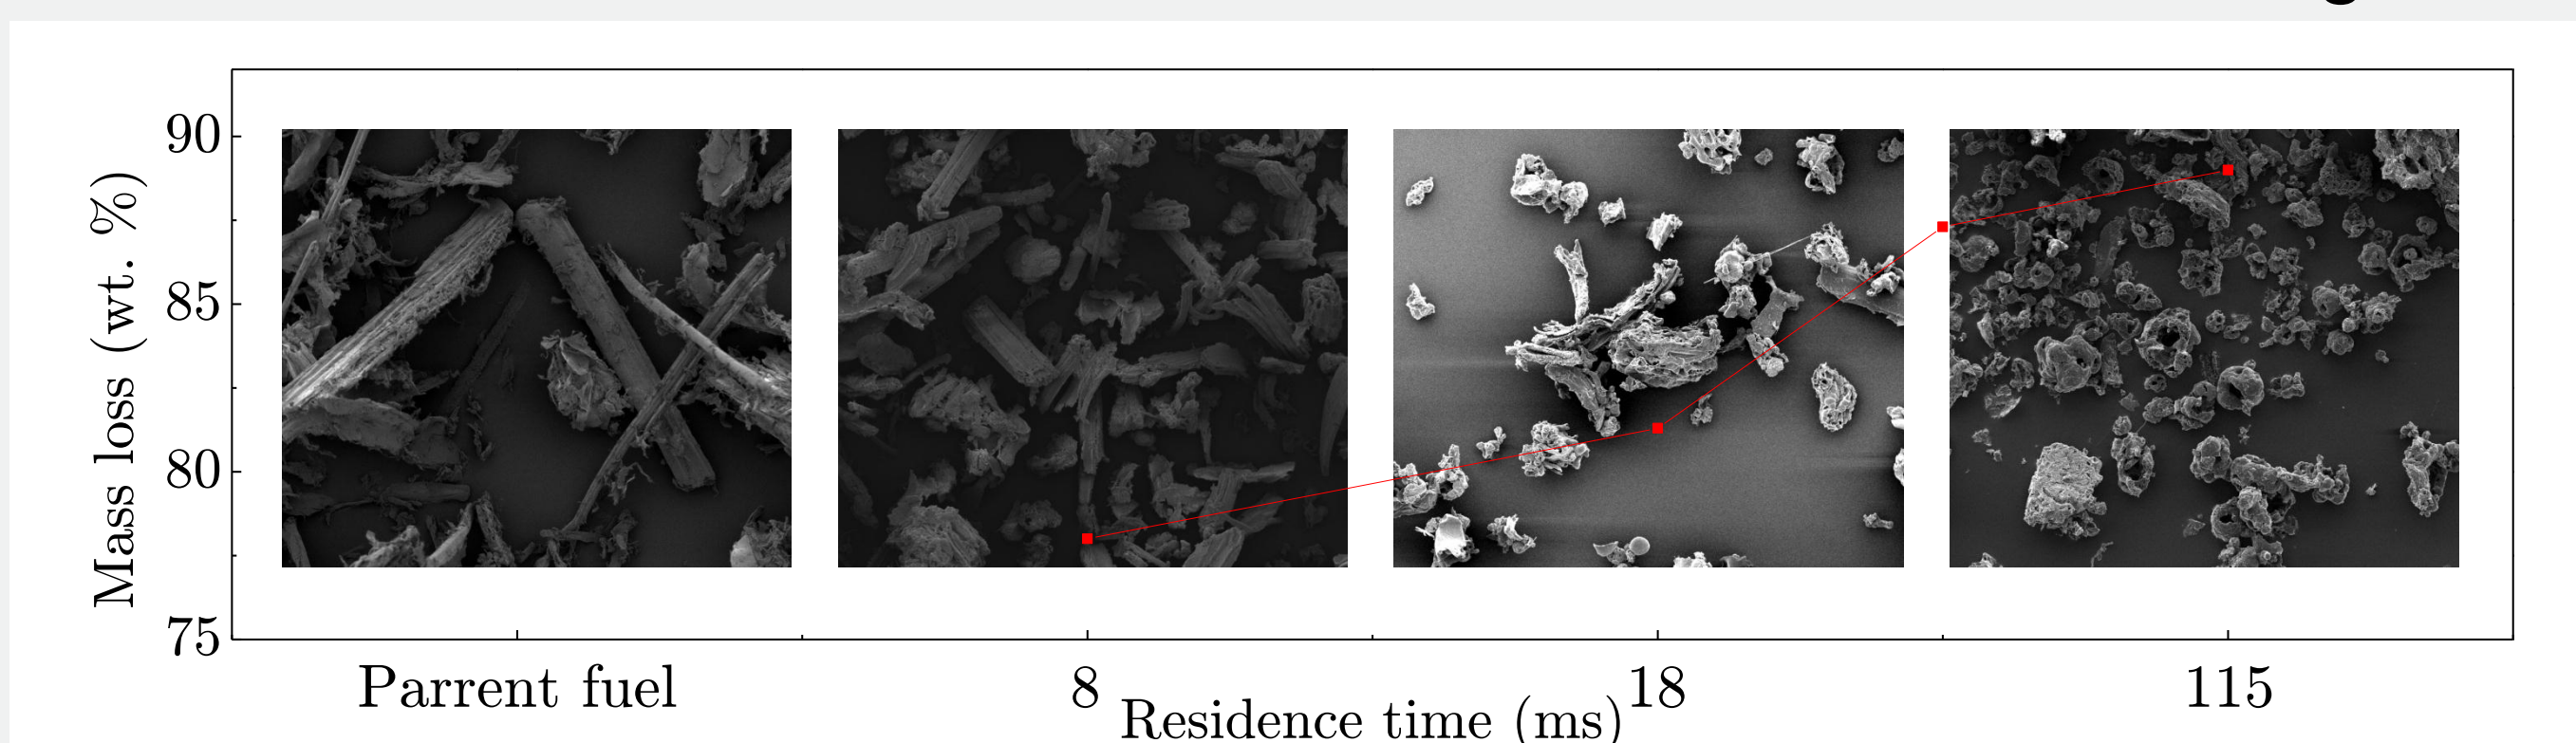 Mass loss (wt. %)
90
85
80
75
Parrent fuel 8 18 115
Residence time (ms)